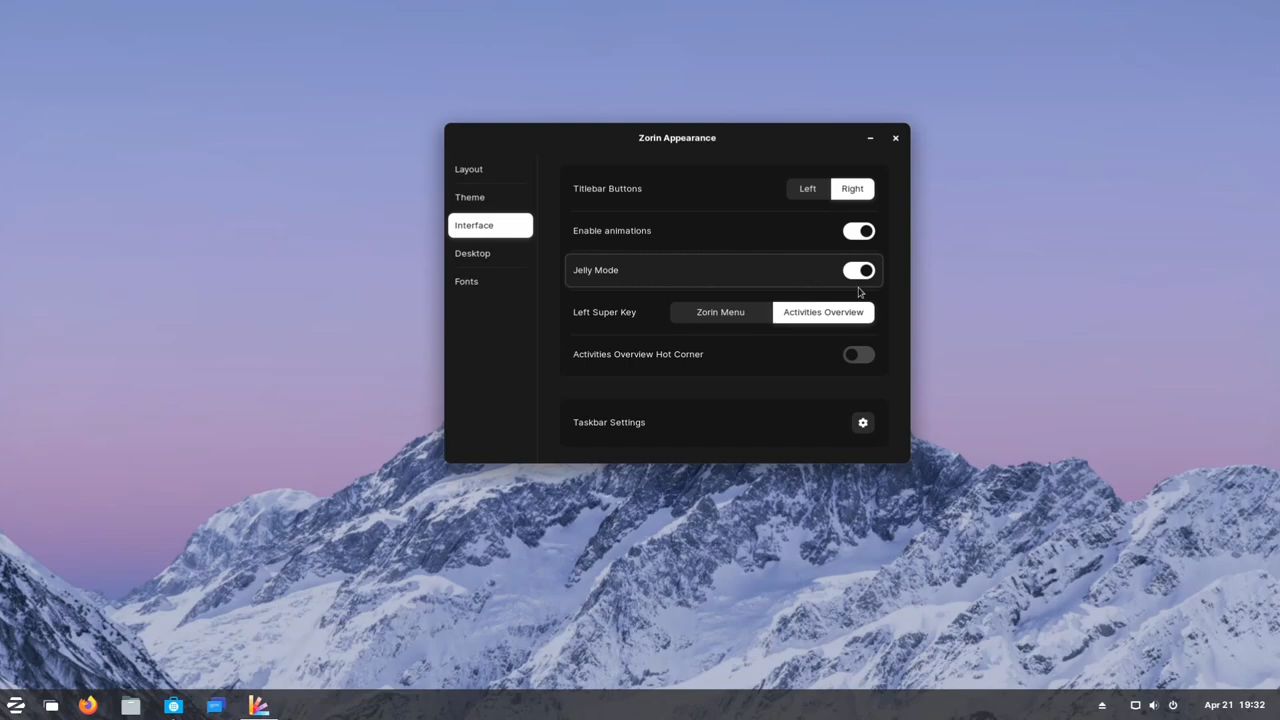 Zorin Appearance
Layout
Theme
Interface
Desktop
Fonts
Titlebar Buttons Left Right
Enable animations
Jelly Mode
Left Super Key Zorin Menu Activities Overview
Activities Overview Hot Corner
Taskbar Settings
Apr 21 19:32